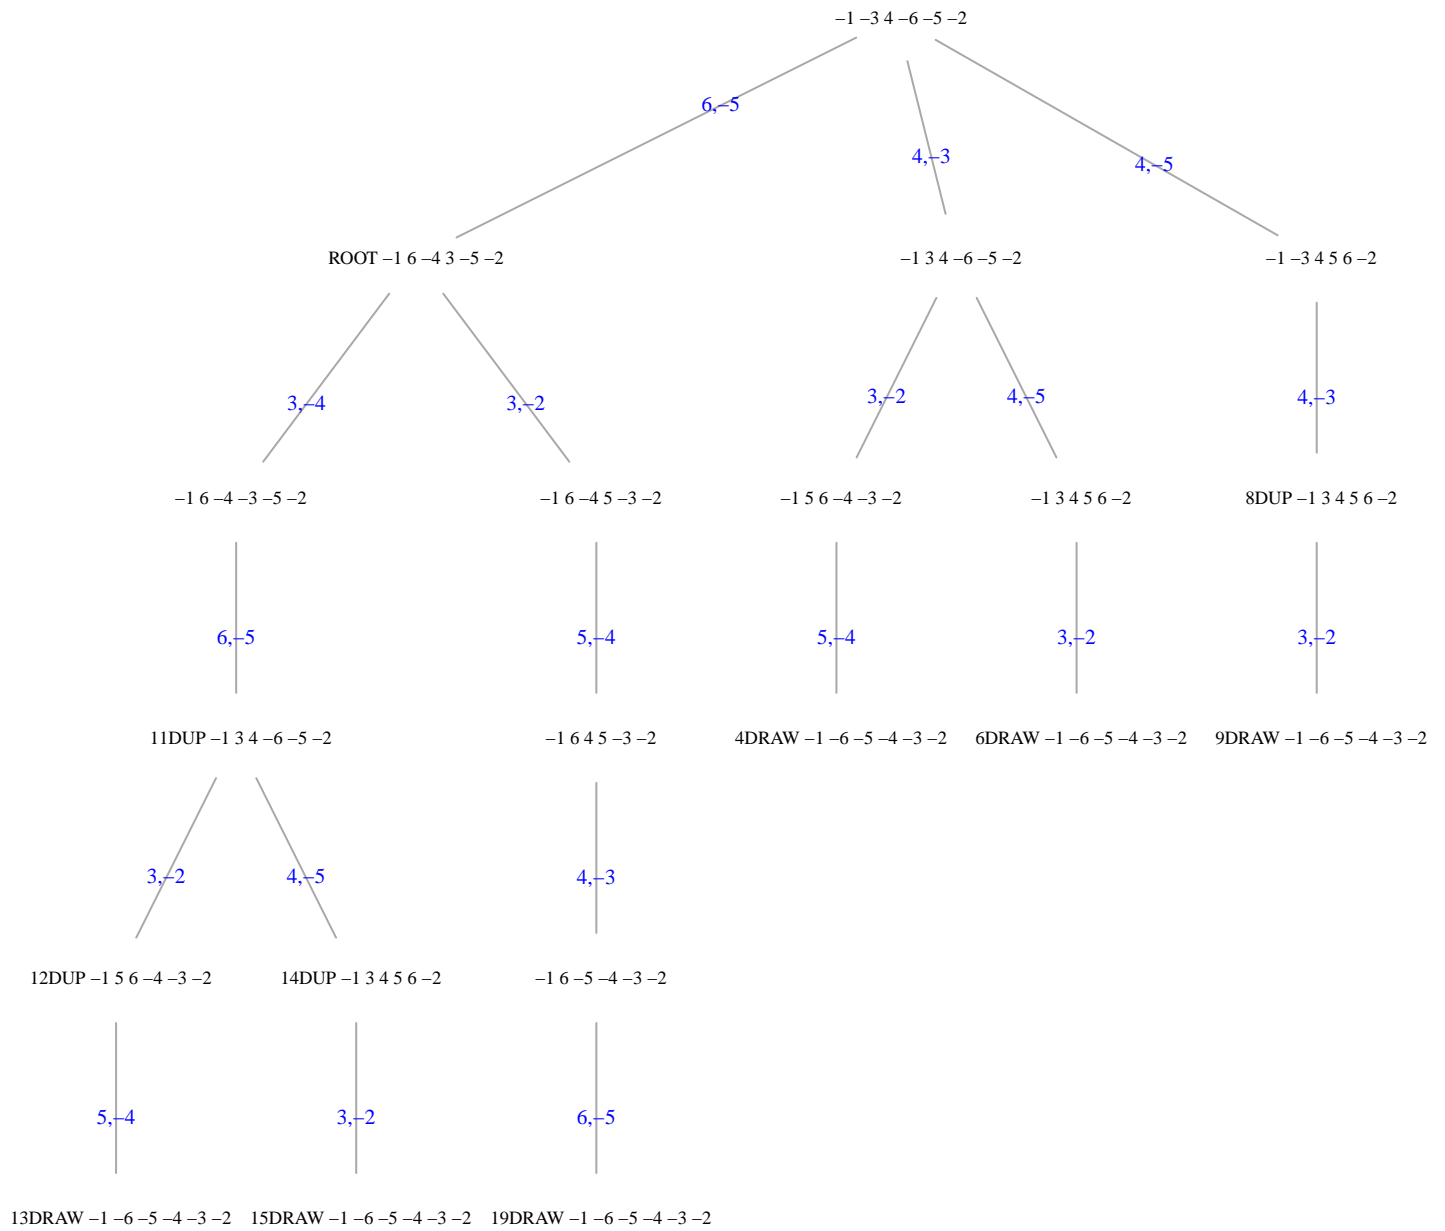 –1 –3 4 –6 –5 –2
6,–5
4,–3
4,–5
ROOT –1 6 –4 3 –5 –2
–1 3 4 –6 –5 –2
–1 –3 4 5 6 –2
3,–4
3,–2
3,–2
4,–5
4,–3
–1 6 –4 –3 –5 –2
–1 6 –4 5 –3 –2
–1 5 6 –4 –3 –2
–1 3 4 5 6 –2
8DUP –1 3 4 5 6 –2
6,–5
5,–4
5,–4
3,–2
3,–2
11DUP –1 3 4 –6 –5 –2
–1 6 4 5 –3 –2
4DRAW –1 –6 –5 –4 –3 –2
6DRAW –1 –6 –5 –4 –3 –2
9DRAW –1 –6 –5 –4 –3 –2
3,–2
4,–5
4,–3
12DUP –1 5 6 –4 –3 –2
14DUP –1 3 4 5 6 –2
–1 6 –5 –4 –3 –2
5,–4
3,–2
6,–5
13DRAW –1 –6 –5 –4 –3 –2
15DRAW –1 –6 –5 –4 –3 –2
19DRAW –1 –6 –5 –4 –3 –2